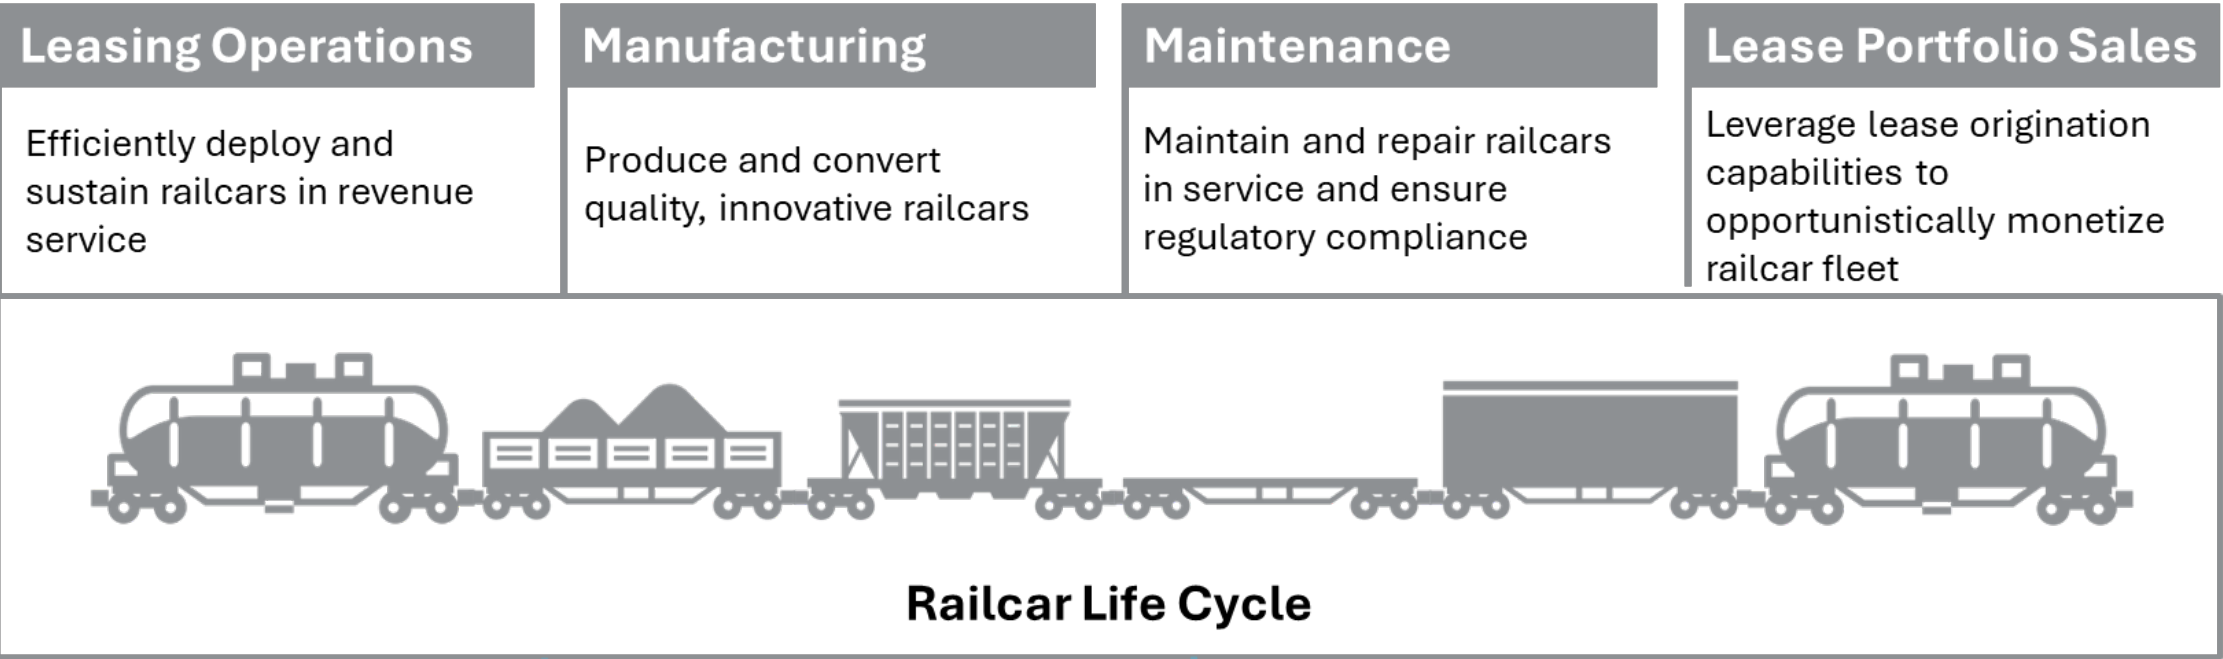 Leasing Operations
Efficiently deploy and
sustain railcars in revenue
service
Manufacturing
Produce and convert
quality, innovative railcars
Maintenance
Maintain and repair railcars
in service and ensure
regulatory compliance
Lease Portfolio Sales
Leverage lease origination
capabilities to
opportunistically monetize
railcar fleet
Railcar Life Cycle